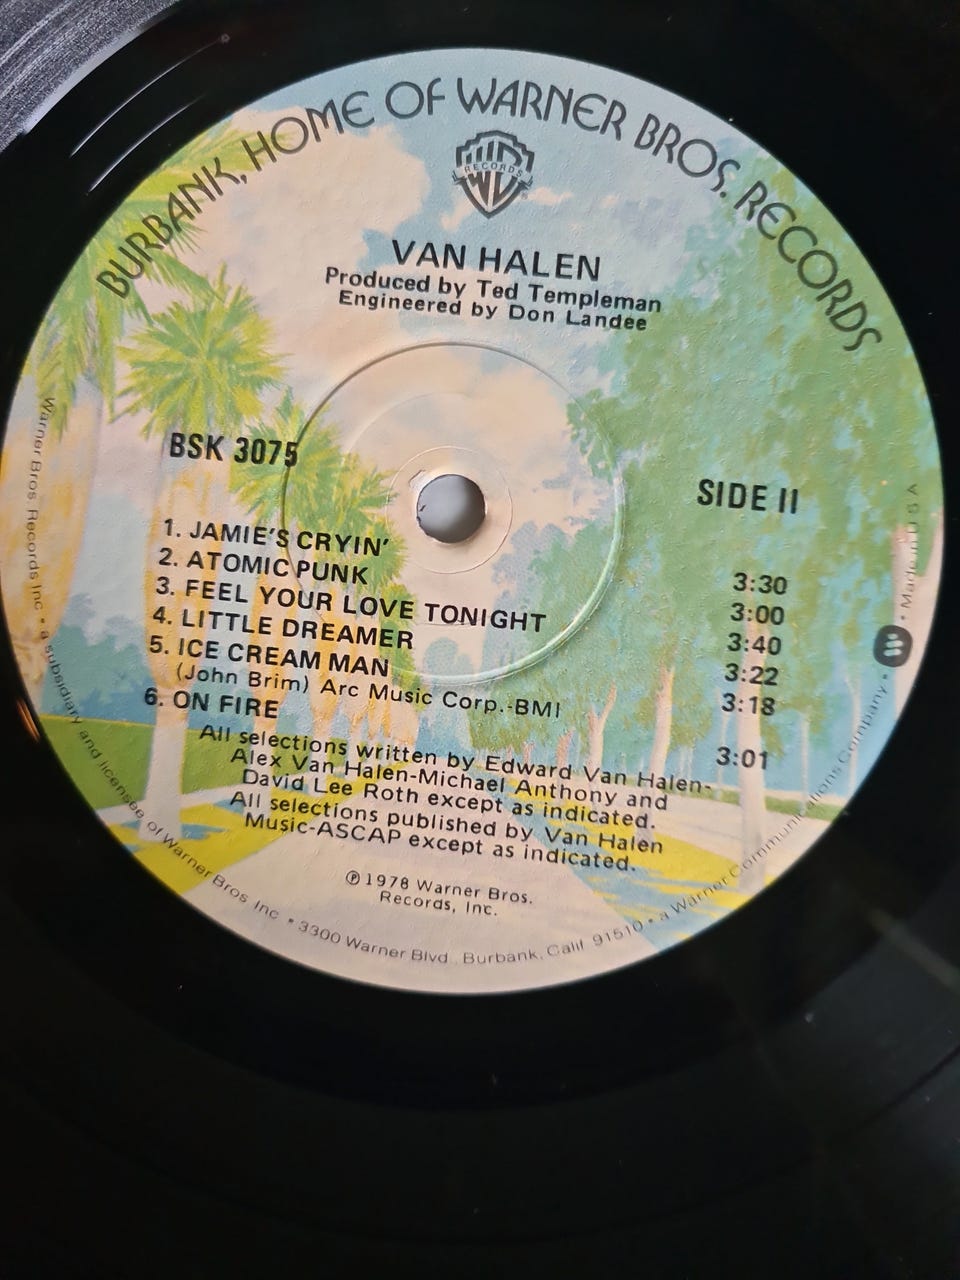 BURBANK, HOME OF WARNER BROS. RECORDS
RECORDS
VAN HALEN
Produced by Ted Templeman
Engineered by Don Landee
BSK 3075
SIDE II
1. JAMIE'S CRYIN' 3:30
2. ATOMIC PUNK 3:00
3. FEEL YOUR LOVE TONIGHT 3:40
4. LITTLE DREAMER 3:22
5. ICE CREAM MAN 3:18
(John Brim) Arc Music Corp.-BMI
6. ON FIRE 3:01
All selections written by Edward Van Halen-
Alex Van Halen-Michael Anthony and
David Lee Roth except as indicated.
All selections published by Van Halen
Music-ASCAP except as indicated.
℗1978 Warner Bros.
Records, Inc.
Warner Bros. Records Inc. • a subsidiary and licensee of Warner Bros Inc • 3300 Warner Blvd., Burbank, Calif. 91510 • a Warner Communications Company • Made in U S A